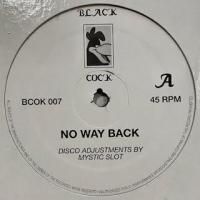 BLACK
COCK
BCOK 007
A
45 RPM
NO WAY BACK
DISCO ADJUSTMENTS BY
MYSTIC SLOT